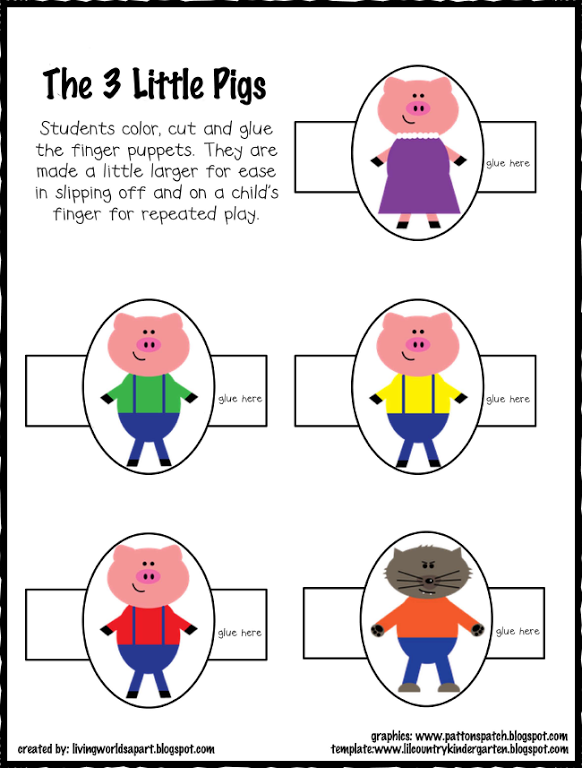 The 3 Little Pigs
Students color, cut and glue
the finger puppets. They are
made a little larger for ease
in slipping off and on a child's
finger for repeated play.
glue here
glue here
glue here
glue here
glue here
graphics: www.pattonspatch.blogspot.com
created by: livingworldsapart.blogspot.com
template:www.lilcountrykindergarten.blogspot.com